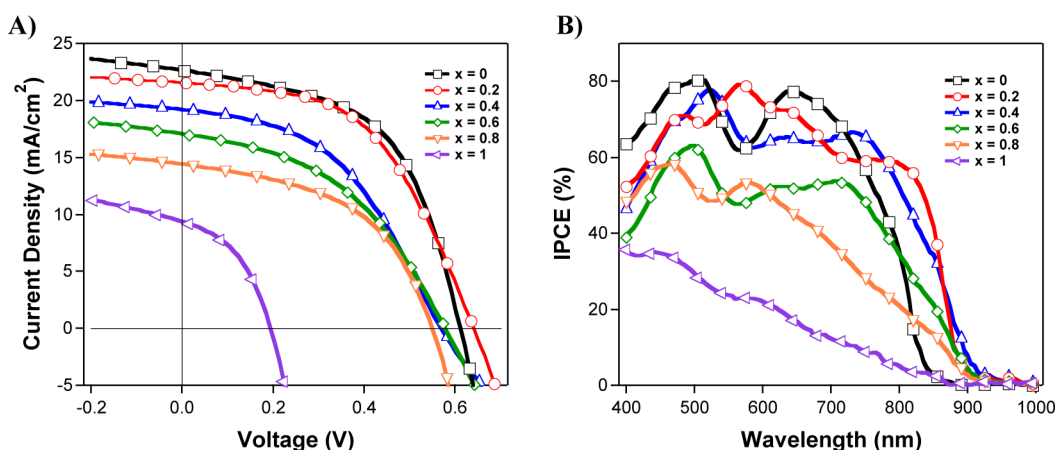 A)
25
20
15
10
5
0
-5
-0.2
0.0
0.2
0.4
0.6
Voltage (V)
Current Density (mA/cm2)
x = 0
x = 0.2
x = 0.4
x = 0.6
x = 0.8
x = 1
B)
80
60
40
20
0
400
500
600
700
800
900
1000
Wavelength (nm)
IPCE (%)
x = 0
x = 0.2
x = 0.4
x = 0.6
x = 0.8
x = 1